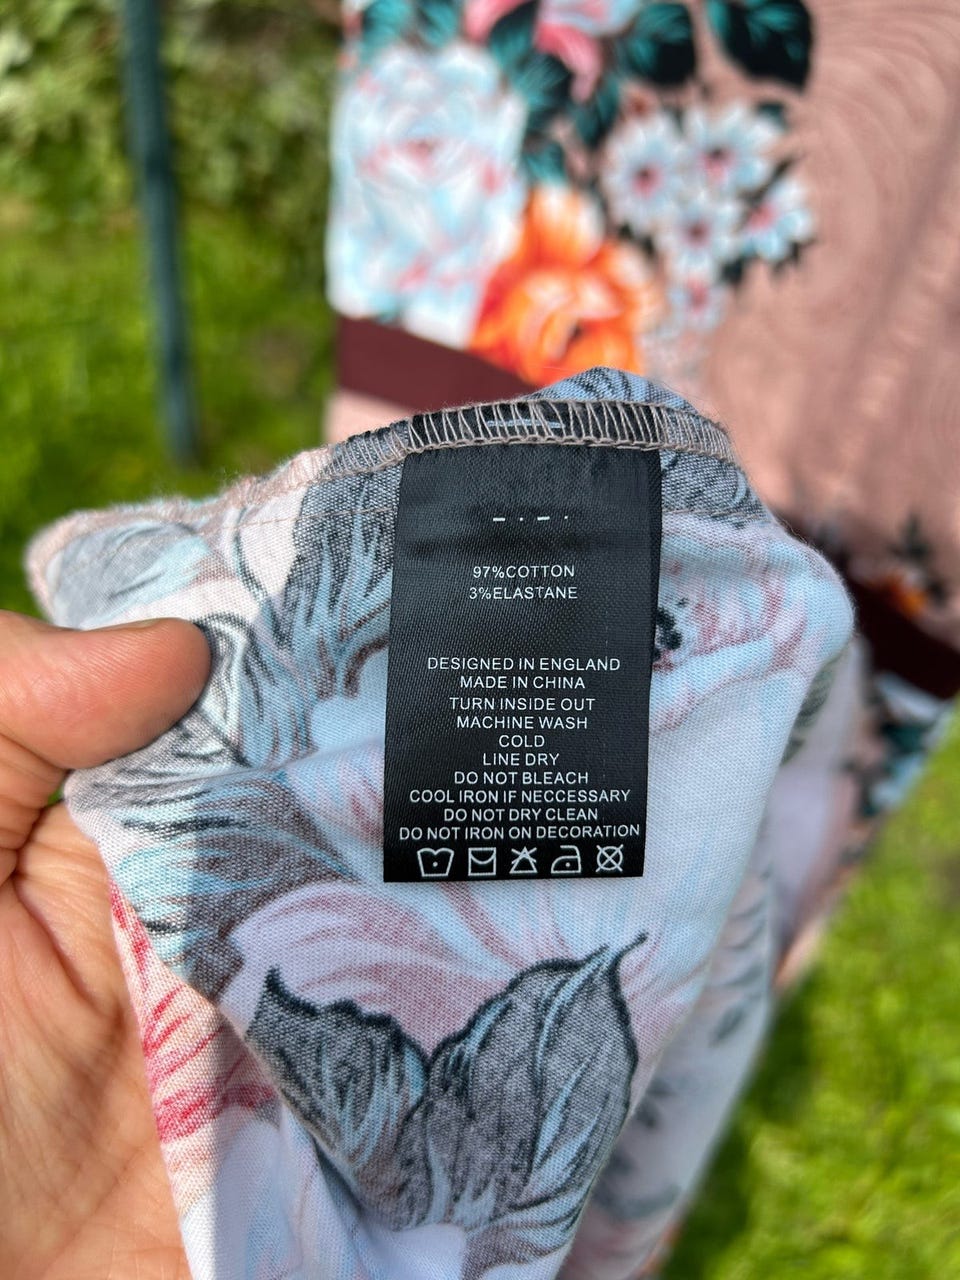 97%COTTON
3%ELASTANE
DESIGNED IN ENGLAND
MADE IN CHINA
TURN INSIDE OUT
MACHINE WASH
COLD
LINE DRY
DO NOT BLEACH
COOL IRON IF NECCESSARY
DO NOT DRY CLEAN
DO NOT IRON ON DECORATION